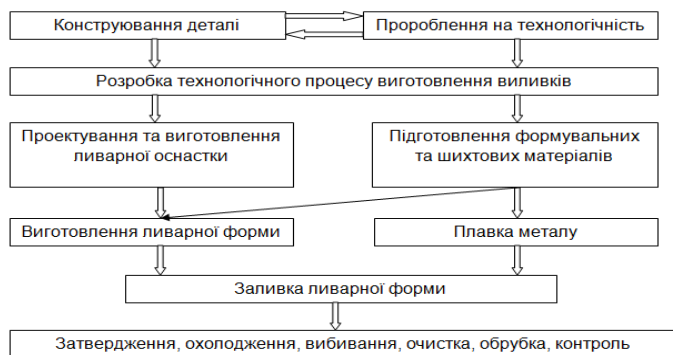 Конструювання деталі
Пророблення на технологічність
Розробка технологічного процесу виготовлення виливків
Проектування та виготовлення
ливарної оснастки
Підготовлення формувальних
та шихтових матеріалів
Виготовлення ливарної форми
Плавка металу
Заливка ливарної форми
Затвердження, охолодження, вибивання, очистка, обрубка, контроль